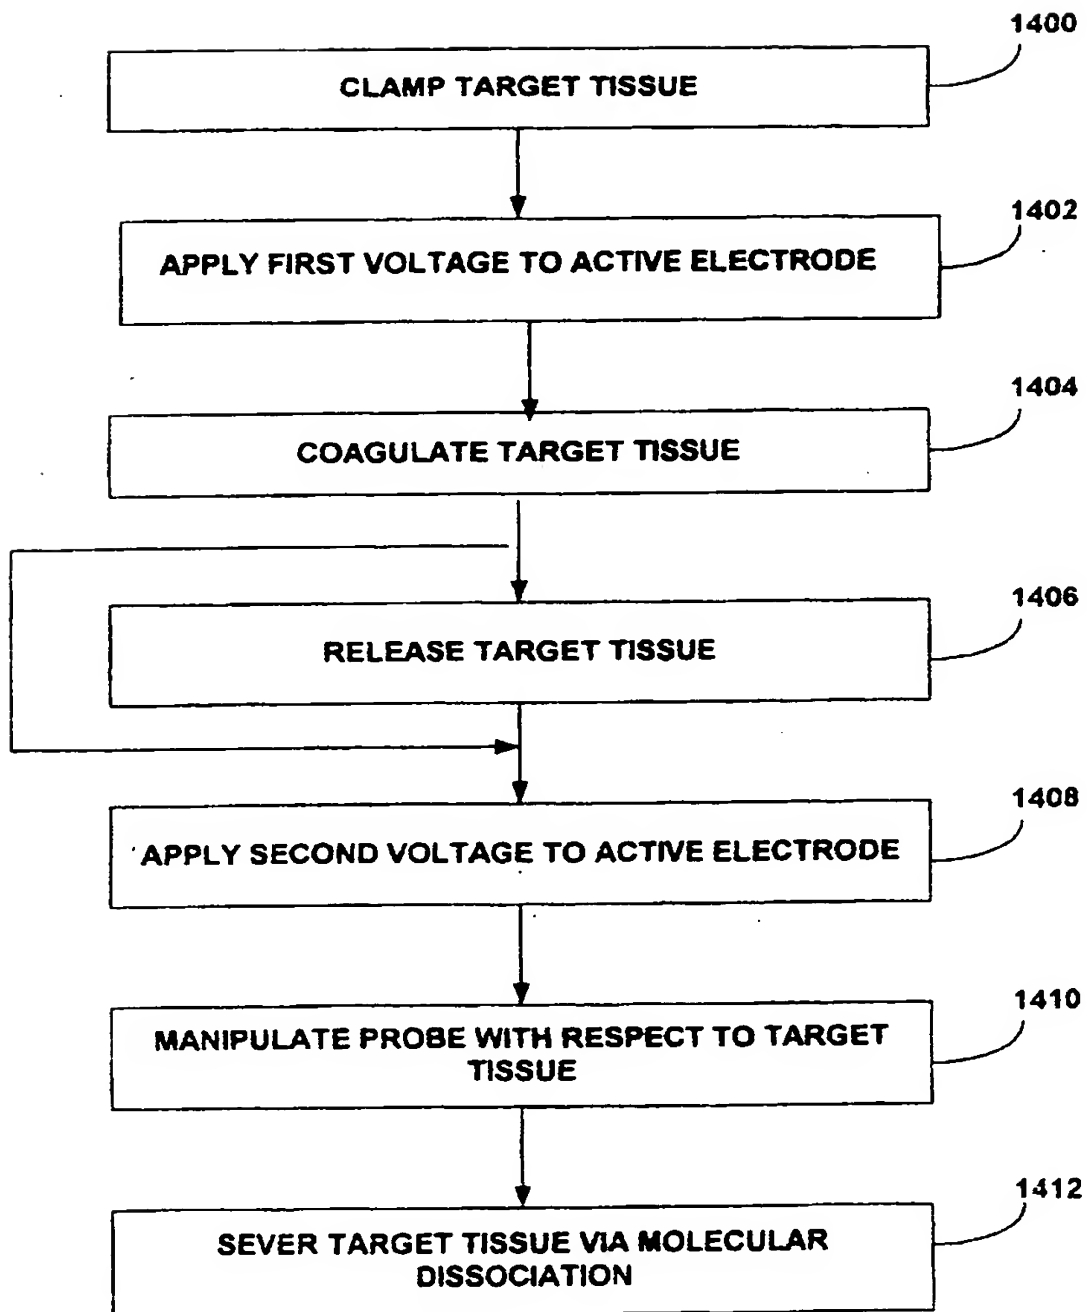 1400
CLAMP TARGET TISSUE
1402
APPLY FIRST VOLTAGE TO ACTIVE ELECTRODE
1404
COAGULATE TARGET TISSUE
1406
RELEASE TARGET TISSUE
1408
APPLY SECOND VOLTAGE TO ACTIVE ELECTRODE
1410
MANIPULATE PROBE WITH RESPECT TO TARGET
TISSUE
1412
SEVER TARGET TISSUE VIA MOLECULAR
DISSOCIATION